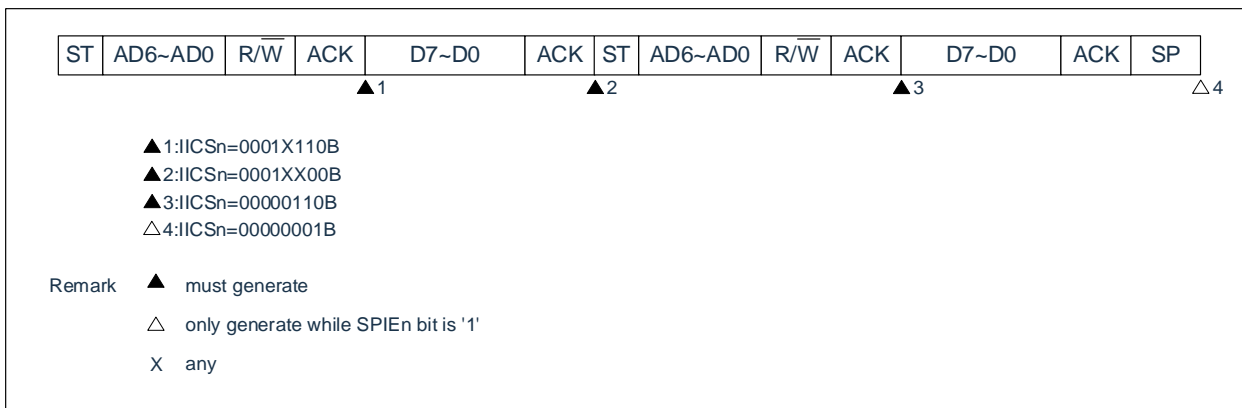 ST AD6~AD0 R/W̅ ACK D7~D0 ACK ST AD6~AD0 R/W̅ ACK D7~D0 ACK SP
▲1 ▲2 ▲3 △4
▲1:IICSn=0001X110B
▲2:IICSn=0001XX00B
▲3:IICSn=00000110B
△4:IICSn=00000001B
Remark ▲ must generate
△ only generate while SPIEn bit is '1'
X any